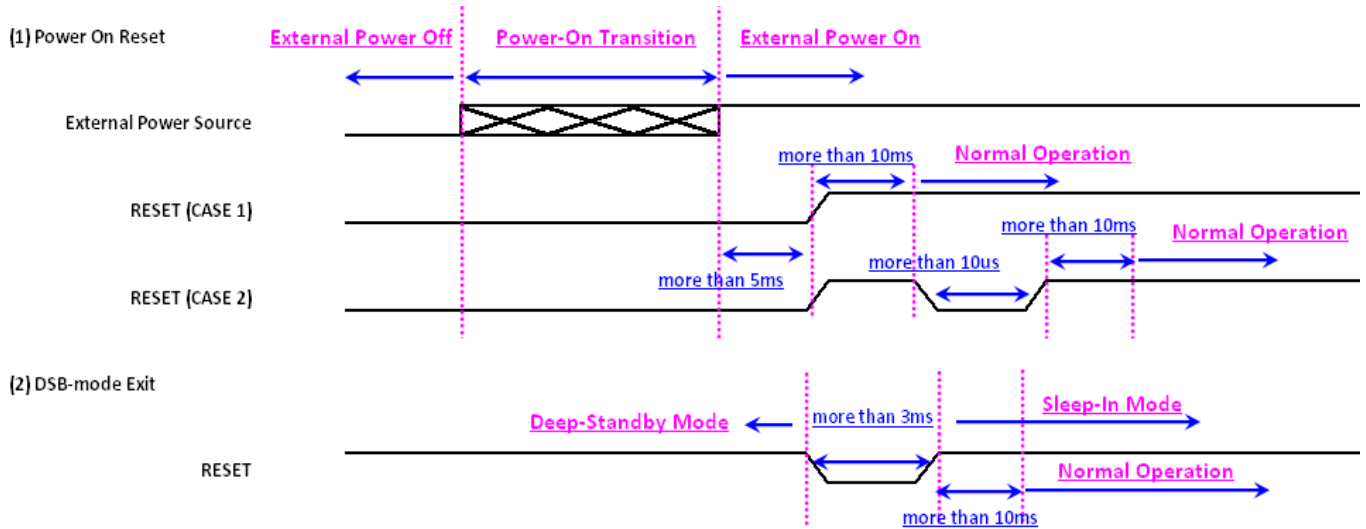 (1) Power On Reset
External Power Off
Power-On Transition
External Power On
External Power Source
more than 10ms
Normal Operation
RESET (CASE 1)
more than 10ms
Normal Operation
more than 5ms
more than 10us
RESET (CASE 2)
(2) DSB-mode Exit
Deep-Standby Mode
more than 3ms
Sleep-In Mode
RESET
Normal Operation
more than 10ms